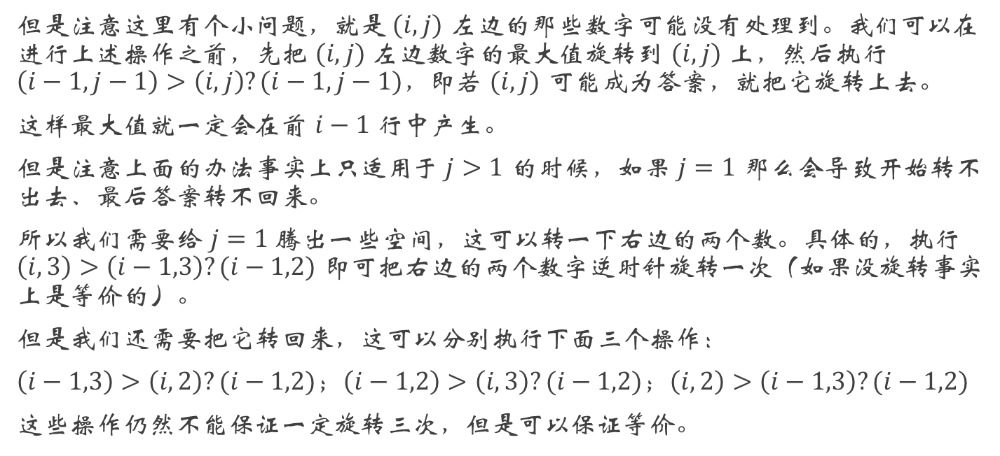 但是注意这里有个小问题，就是 (i,j) 左边的那些数字可能没有处理到。我们可以在
进行上述操作之前，先把 (i,j) 左边数字的最大值旋转到 (i,j) 上，然后执行
(i − 1,j − 1) > (i,j)? (i − 1,j − 1)，即若 (i,j) 可能成为答案，就把它旋转上去。
这样最大值就一定会在前 i − 1 行中产生。
但是注意上面的办法事实上只适用于 j > 1 的时候，如果 j = 1 那么会导致开始转不
出去、最后答案转不回来。
所以我们需要给 j = 1 腾出一些空间，这可以转一下右边的两个数。具体的，执行
(i, 3) > (i − 1,3)? (i − 1,2) 即可把右边的两个数字逆时针旋转一次（如果没旋转事实
上是等价的）。
但是我们还需要把它转回来，这可以分别执行下面三个操作：
(i − 1,3) > (i, 2)? (i − 1,2)；(i − 1,2) > (i, 3)? (i − 1,2)；(i, 2) > (i − 1,3)? (i − 1,2)
这些操作仍然不能保证一定旋转三次，但是可以保证等价。